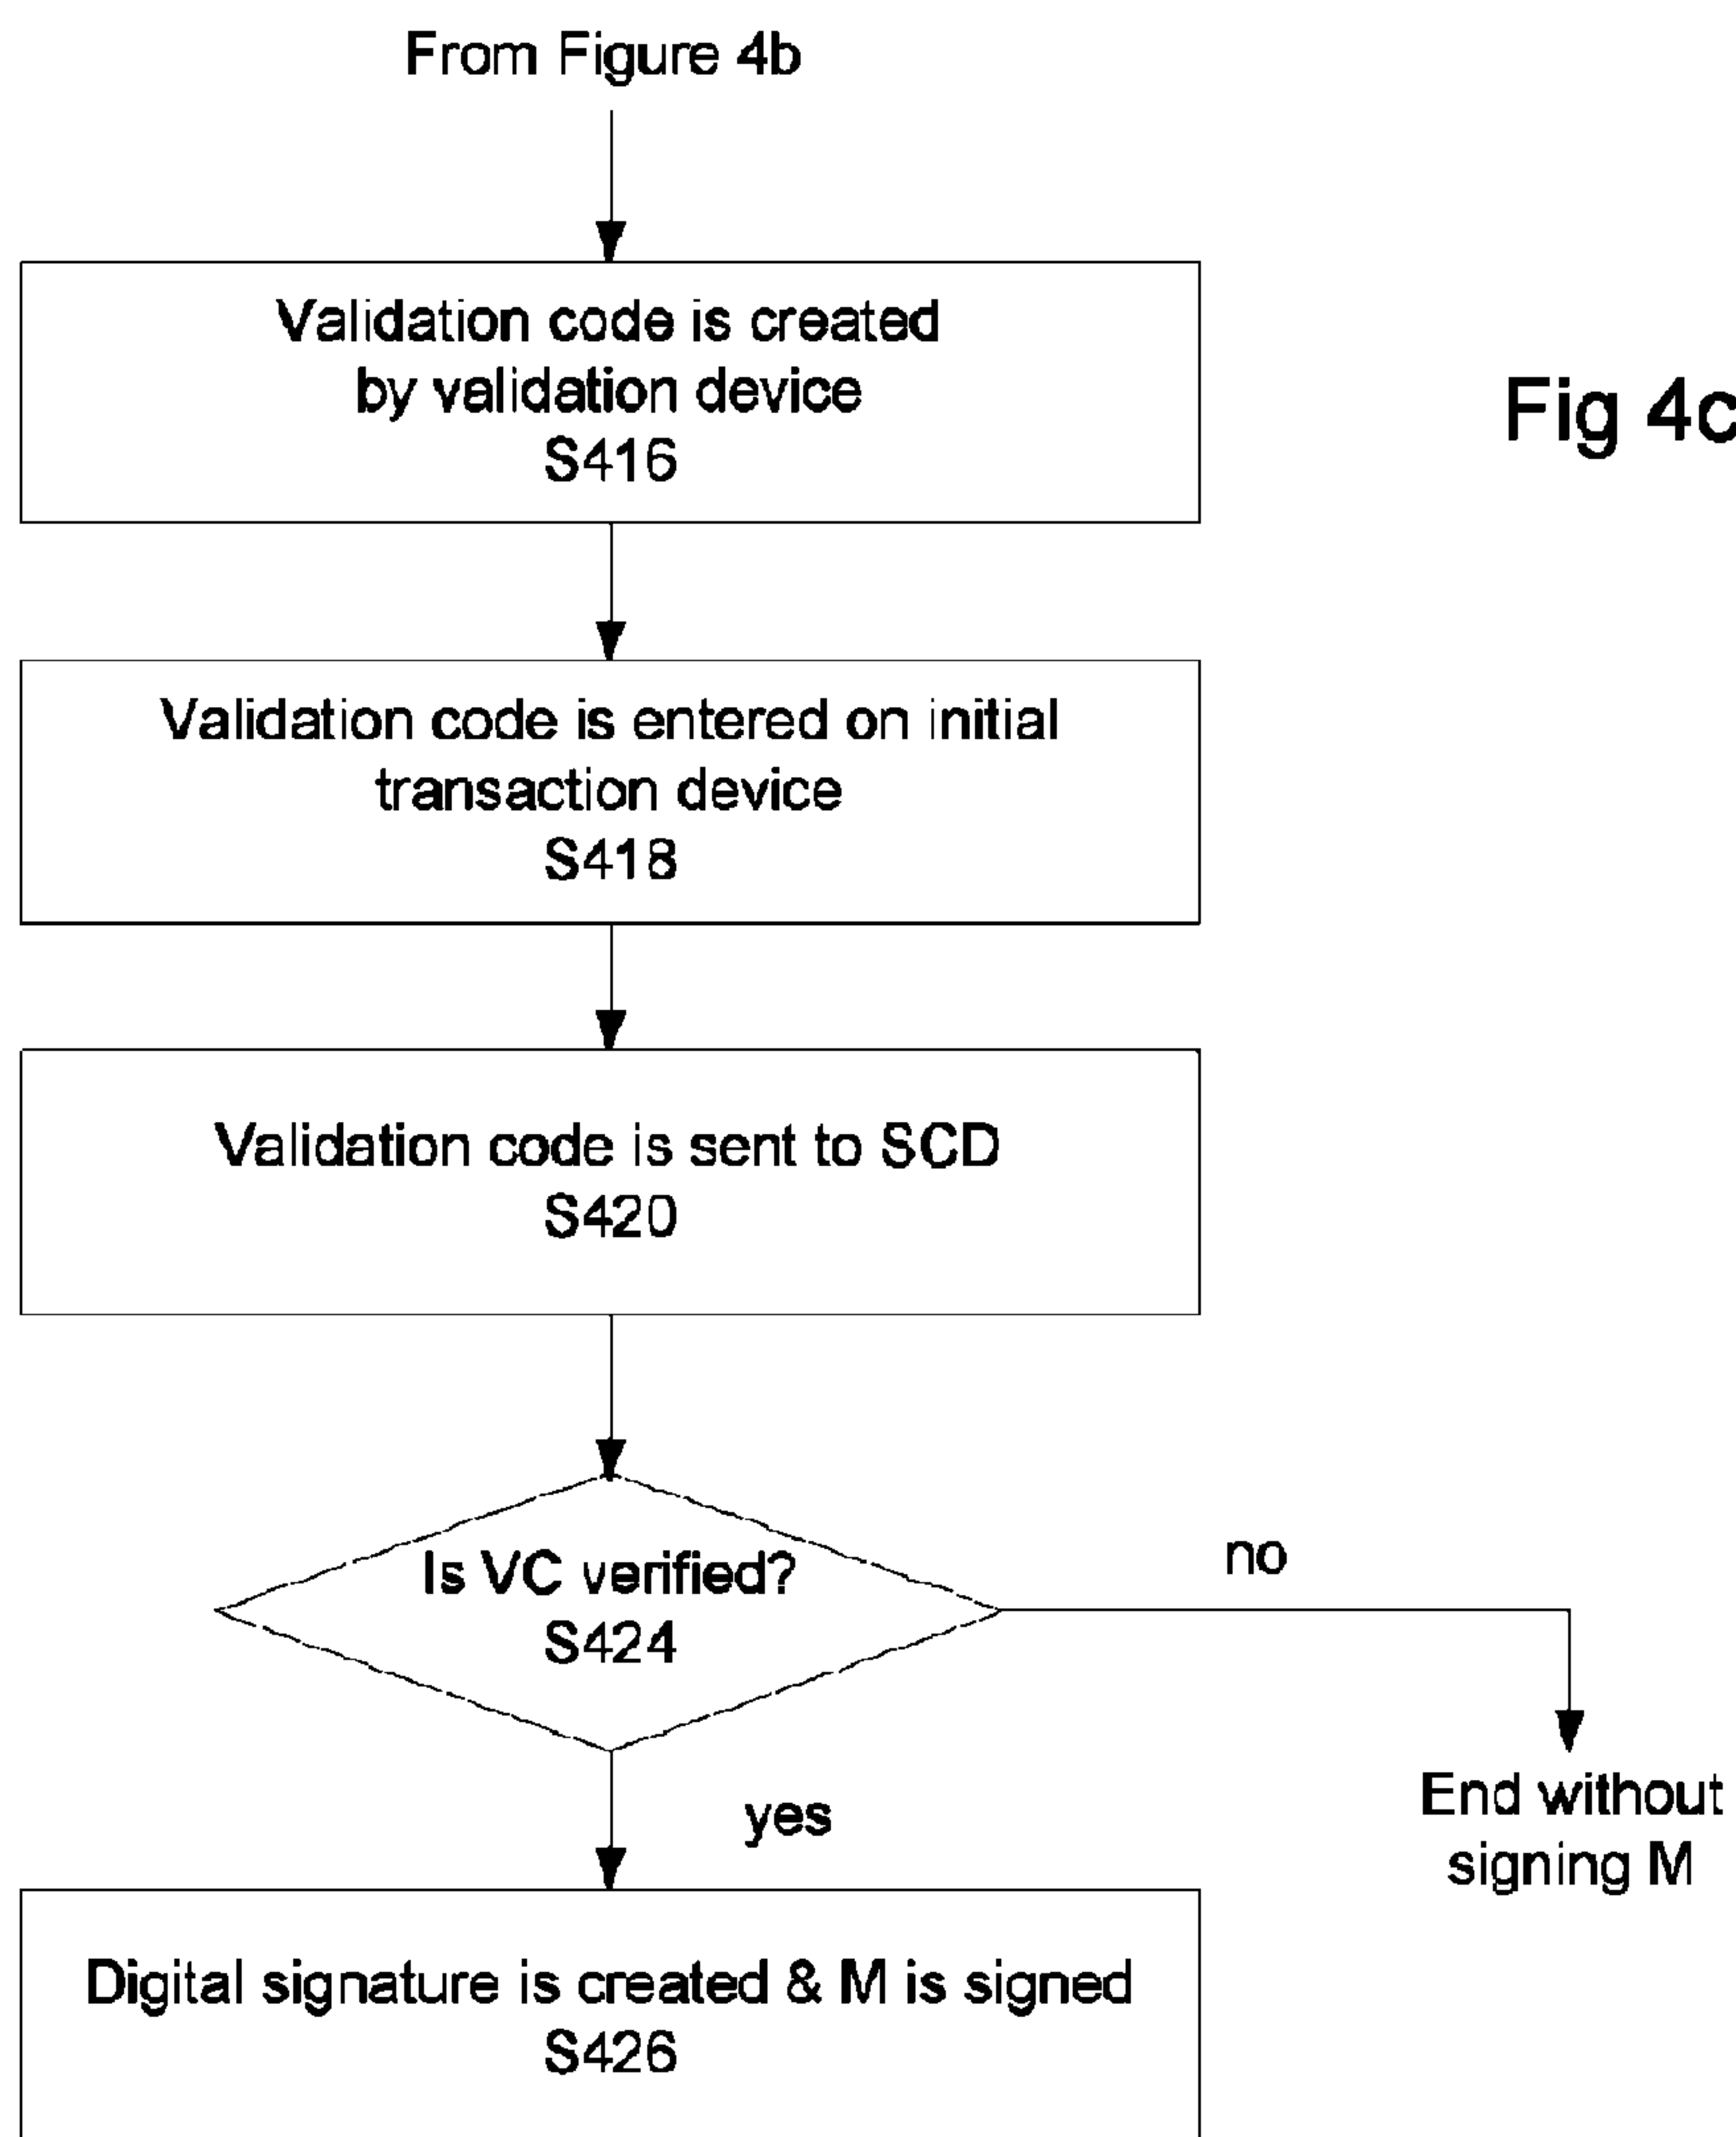 From Figure 4b
Validation code is created
by validation device
S416
Fig 4c
Validation code is entered on initial
transaction device
S418
Validation code is sent to SCD
S420
Is VC verified?
S424
no
yes
End without
signing M
Digital signature is created & M is signed
S426